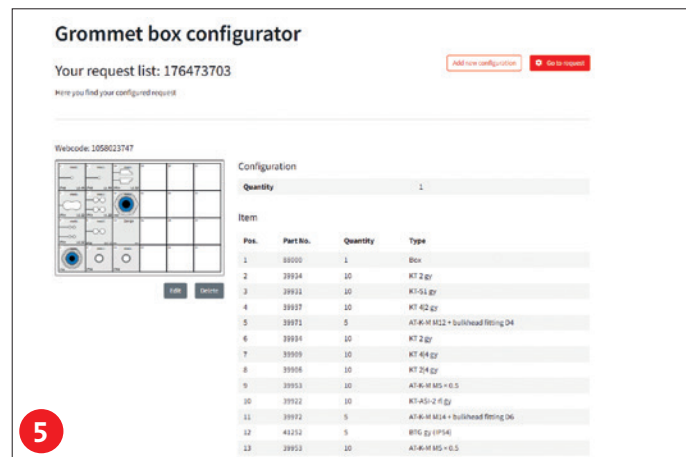 Grommet box configurator
Your request list: 176473703
Add new configuration
Go to request
Here you find your configured request
Webcode: 1058023747
Configuration
Quantity 1
Item
Pos. Part No. Quantity Type
1 88000 1 Box
2 39934 10 KT 2 gy
3 39931 10 KT-S1 gy
4 39937 10 KT 4|2 gy
5 39971 5 AT-K-M M12 + bulkhead fitting D4
6 39934 10 KT 2 gy
7 39909 10 KT 4|4 gy
8 39906 10 KT 2|4 gy
9 39953 10 AT-K-M M5 × 0.5
10 39922 10 KT-ASI-2 fl gy
11 39972 5 AT-K-M M14 + bulkhead fitting D6
12 41252 5 BTG gy (IP54)
13 39953 10 AT-K-M M5 × 0.5
Edit
Delete
5